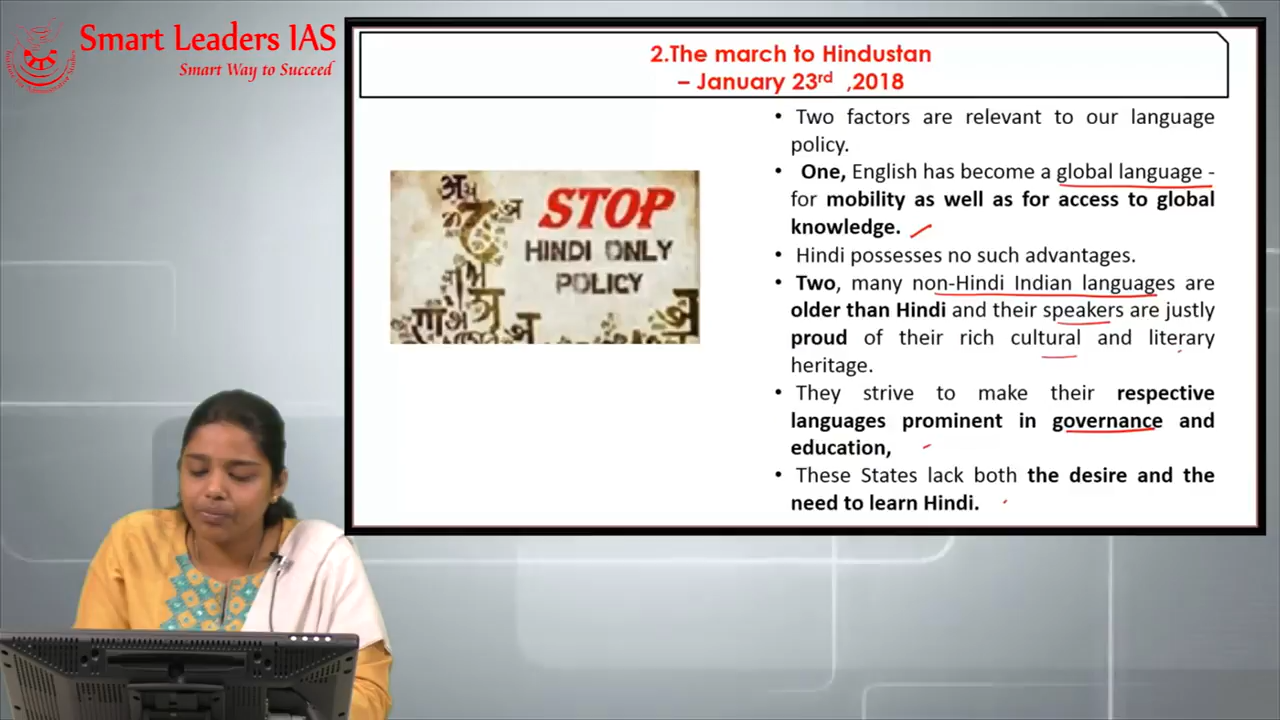 Smart Leaders IAS
Smart Way to Succeed
2.The march to Hindustan
– January 23rd ,2018
• Two factors are relevant to our language
policy.
• One, English has become a global language -
for mobility as well as for access to global
knowledge.
• Hindi possesses no such advantages.
• Two, many non-Hindi Indian languages are
older than Hindi and their speakers are justly
proud of their rich cultural and literary
heritage.
• They strive to make their respective
languages prominent in governance and
education,
• These States lack both the desire and the
need to learn Hindi.
STOP
HINDI ONLY
POLICY